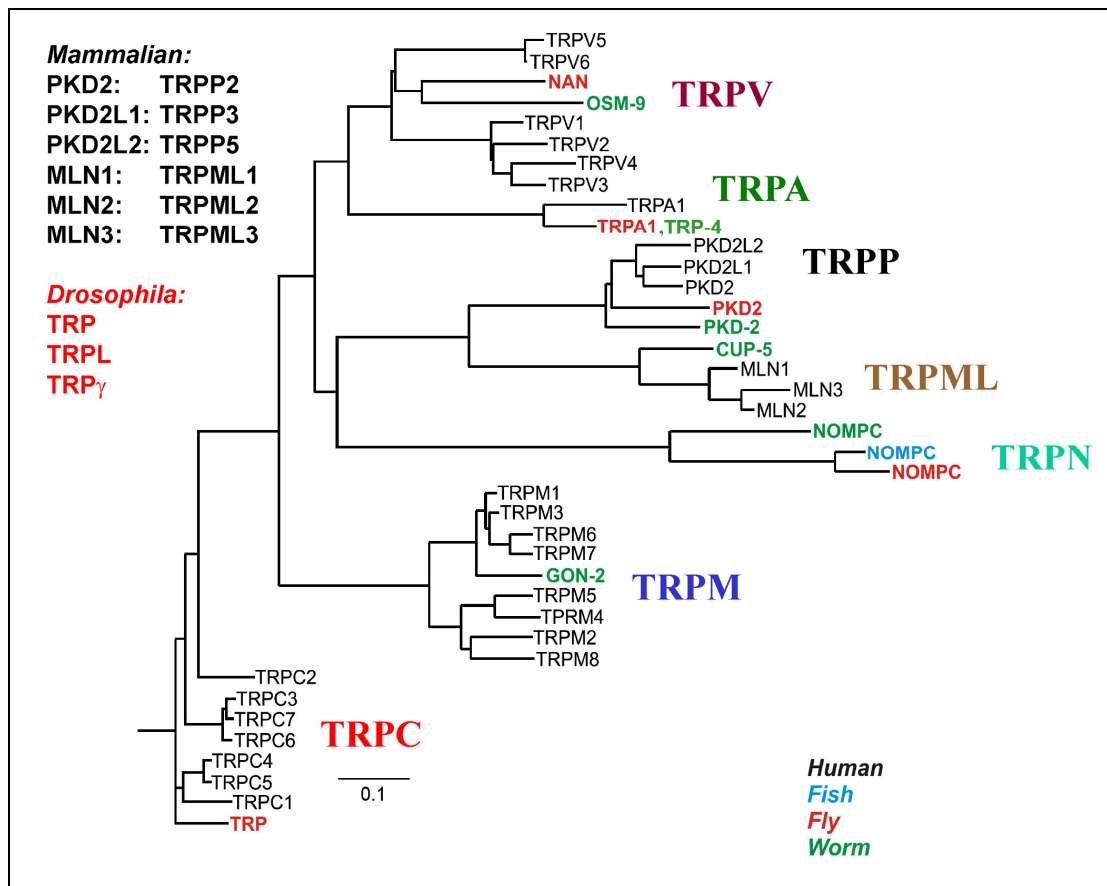 Mammalian:
PKD2: TRPP2
PKD2L1: TRPP3
PKD2L2: TRPP5
MLN1: TRPML1
MLN2: TRPML2
MLN3: TRPML3
Drosophila:
TRP
TRPL
TRPγ
TRPV5
TRPV6
NAN
OSM-9
TRPV
TRPV1
TRPV2
TRPV4
TRPV3
TRPA
TRPA1
TRPA1,TRP-4
PKD2L2
PKD2L1
PKD2
TRPP
PKD2
PKD-2
CUP-5
MLN1
MLN3
MLN2
TRPML
NOMPC
NOMPC
NOMPC
TRPN
TRPM1
TRPM3
TRPM6
TRPM7
GON-2
TRPM
TRPM5
TPRM4
TRPM2
TRPM8
TRPC2
TRPC3
TRPC7
TRPC6
TRPC
TRPC4
TRPC5
TRPC1
TRP
0.1
Human
Fish
Fly
Worm